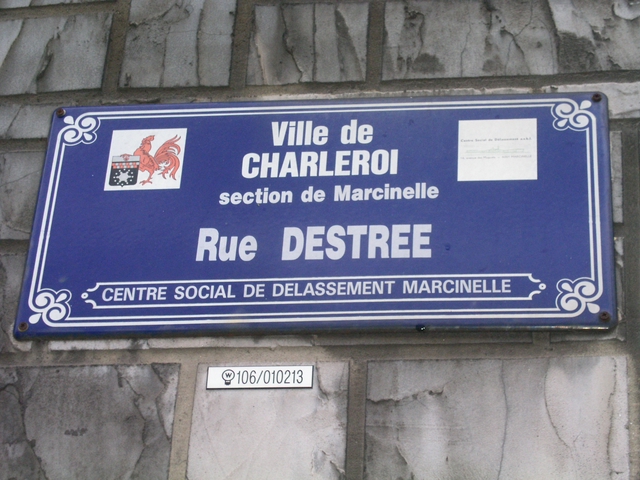 Ville de
CHARLEROI
section de Marcinelle
Rue DESTREE
CENTRE SOCIAL DE DELASSEMENT MARCINELLE
W 106/010213